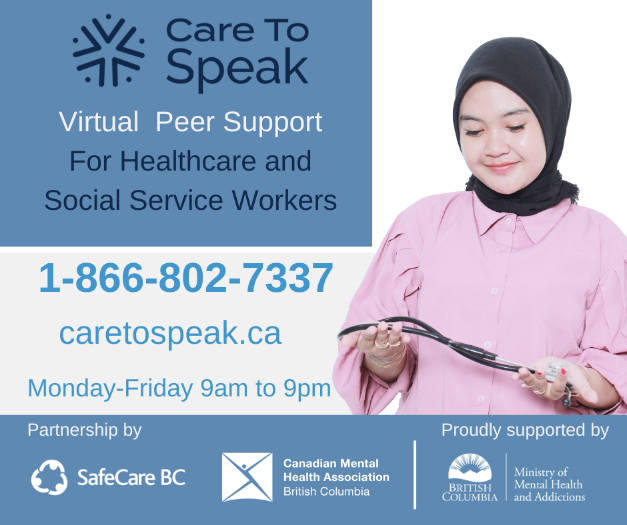 Care To
Speak
Virtual Peer Support
For Healthcare and
Social Service Workers
1-866-802-7337
caretospeak.ca
Monday-Friday 9am to 9pm
Partnership by
SafeCare BC
Canadian Mental
Health Association
British Columbia
Proudly supported by
BRITISH
COLUMBIA
Ministry of
Mental Health
and Addictions